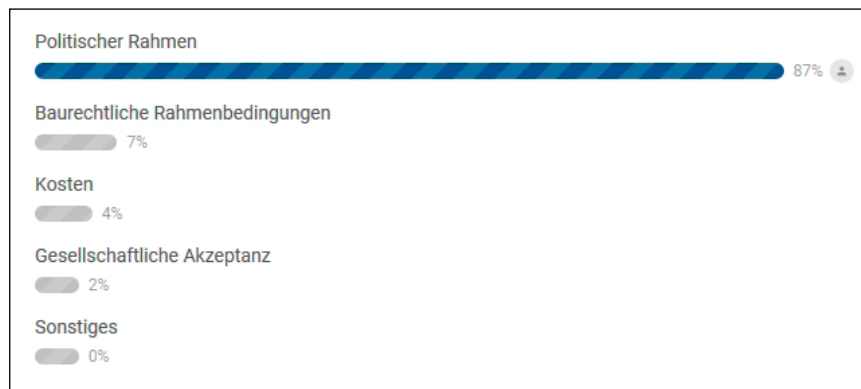 Politischer Rahmen
87%
Baurechtliche Rahmenbedingungen
7%
Kosten
4%
Gesellschaftliche Akzeptanz
2%
Sonstiges
0%